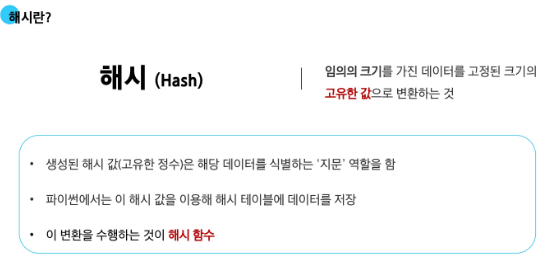 해시란?
해시 (Hash)
임의의 크기를 가진 데이터를 고정된 크기의
고유한 값으로 변환하는 것
• 생성된 해시 값(고유한 정수)은 해당 데이터를 식별하는 ‘지문’ 역할을 함
• 파이썬에서는 이 해시 값을 이용해 해시 테이블에 데이터를 저장
• 이 변환을 수행하는 것이 해시 함수